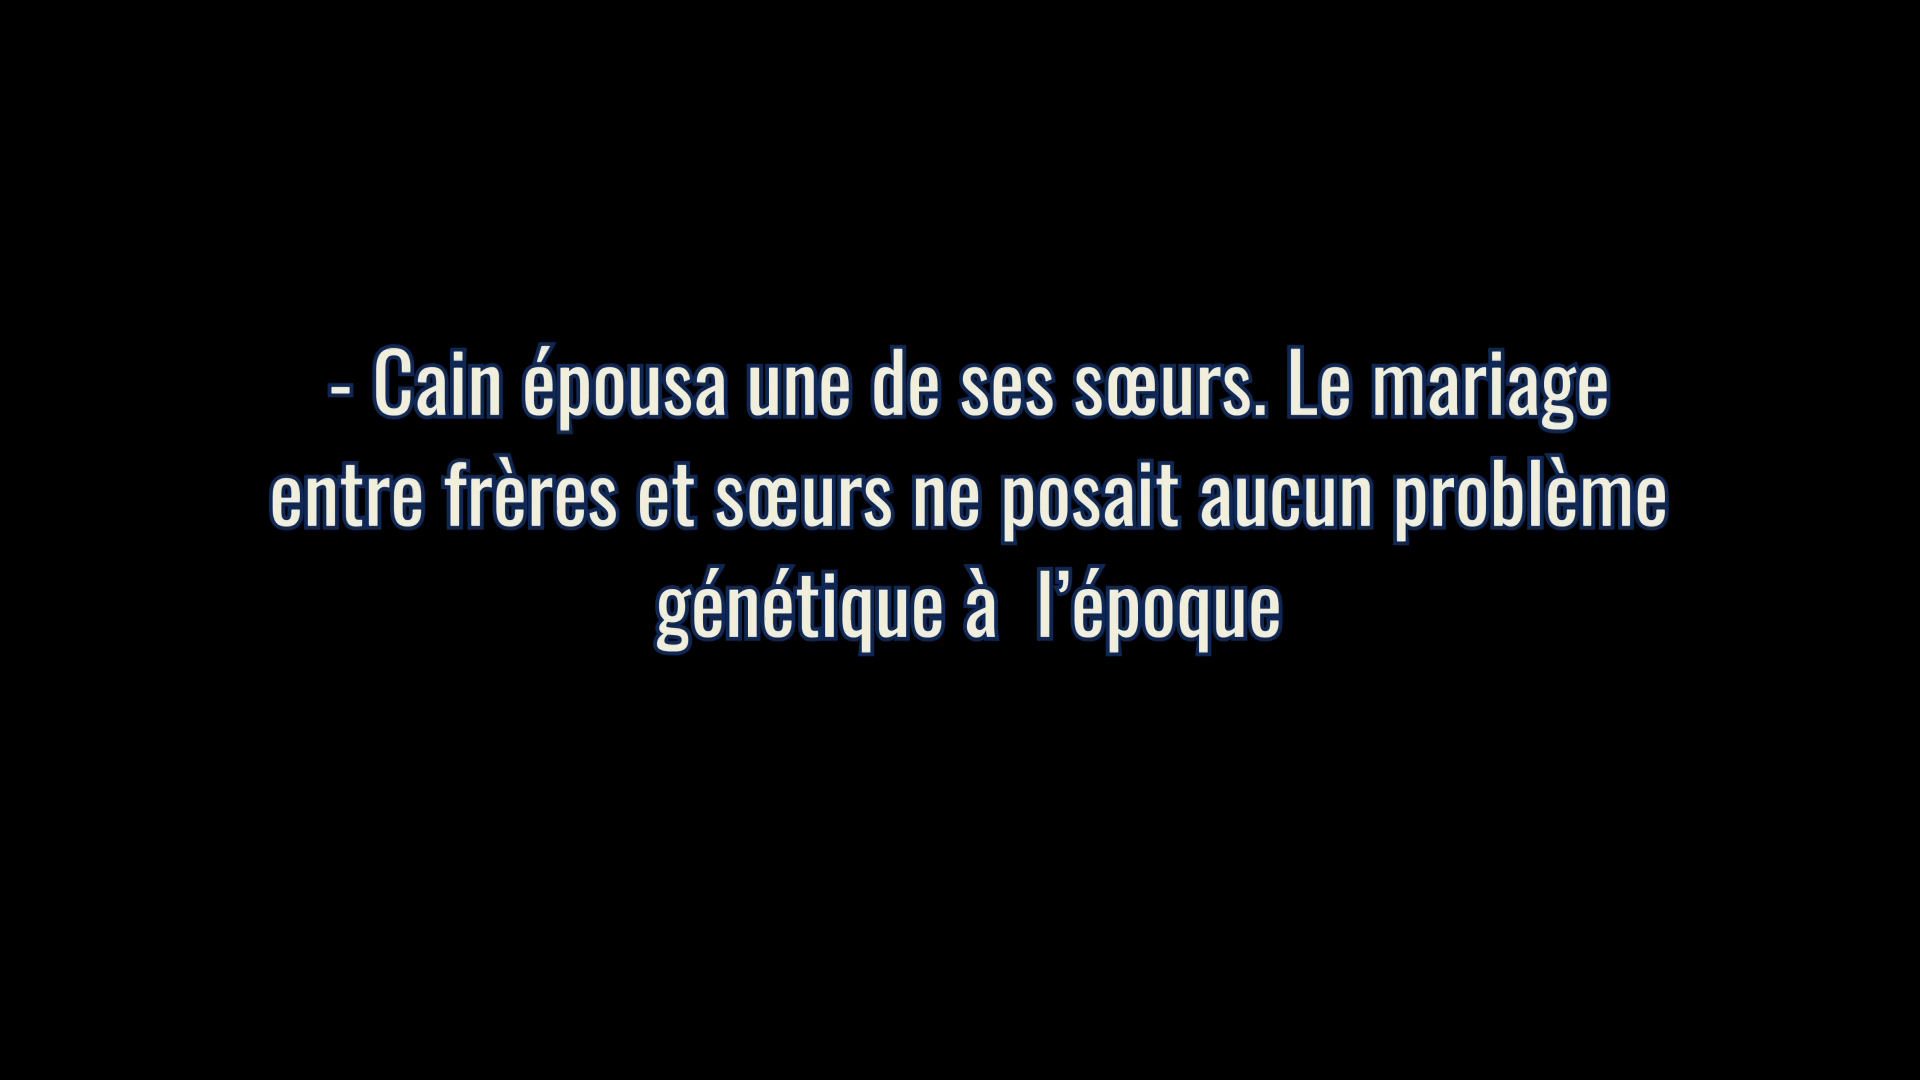 - Cain épousa une de ses sœurs. Le mariage
entre frères et sœurs ne posait aucun problème
génétique à  l’époque